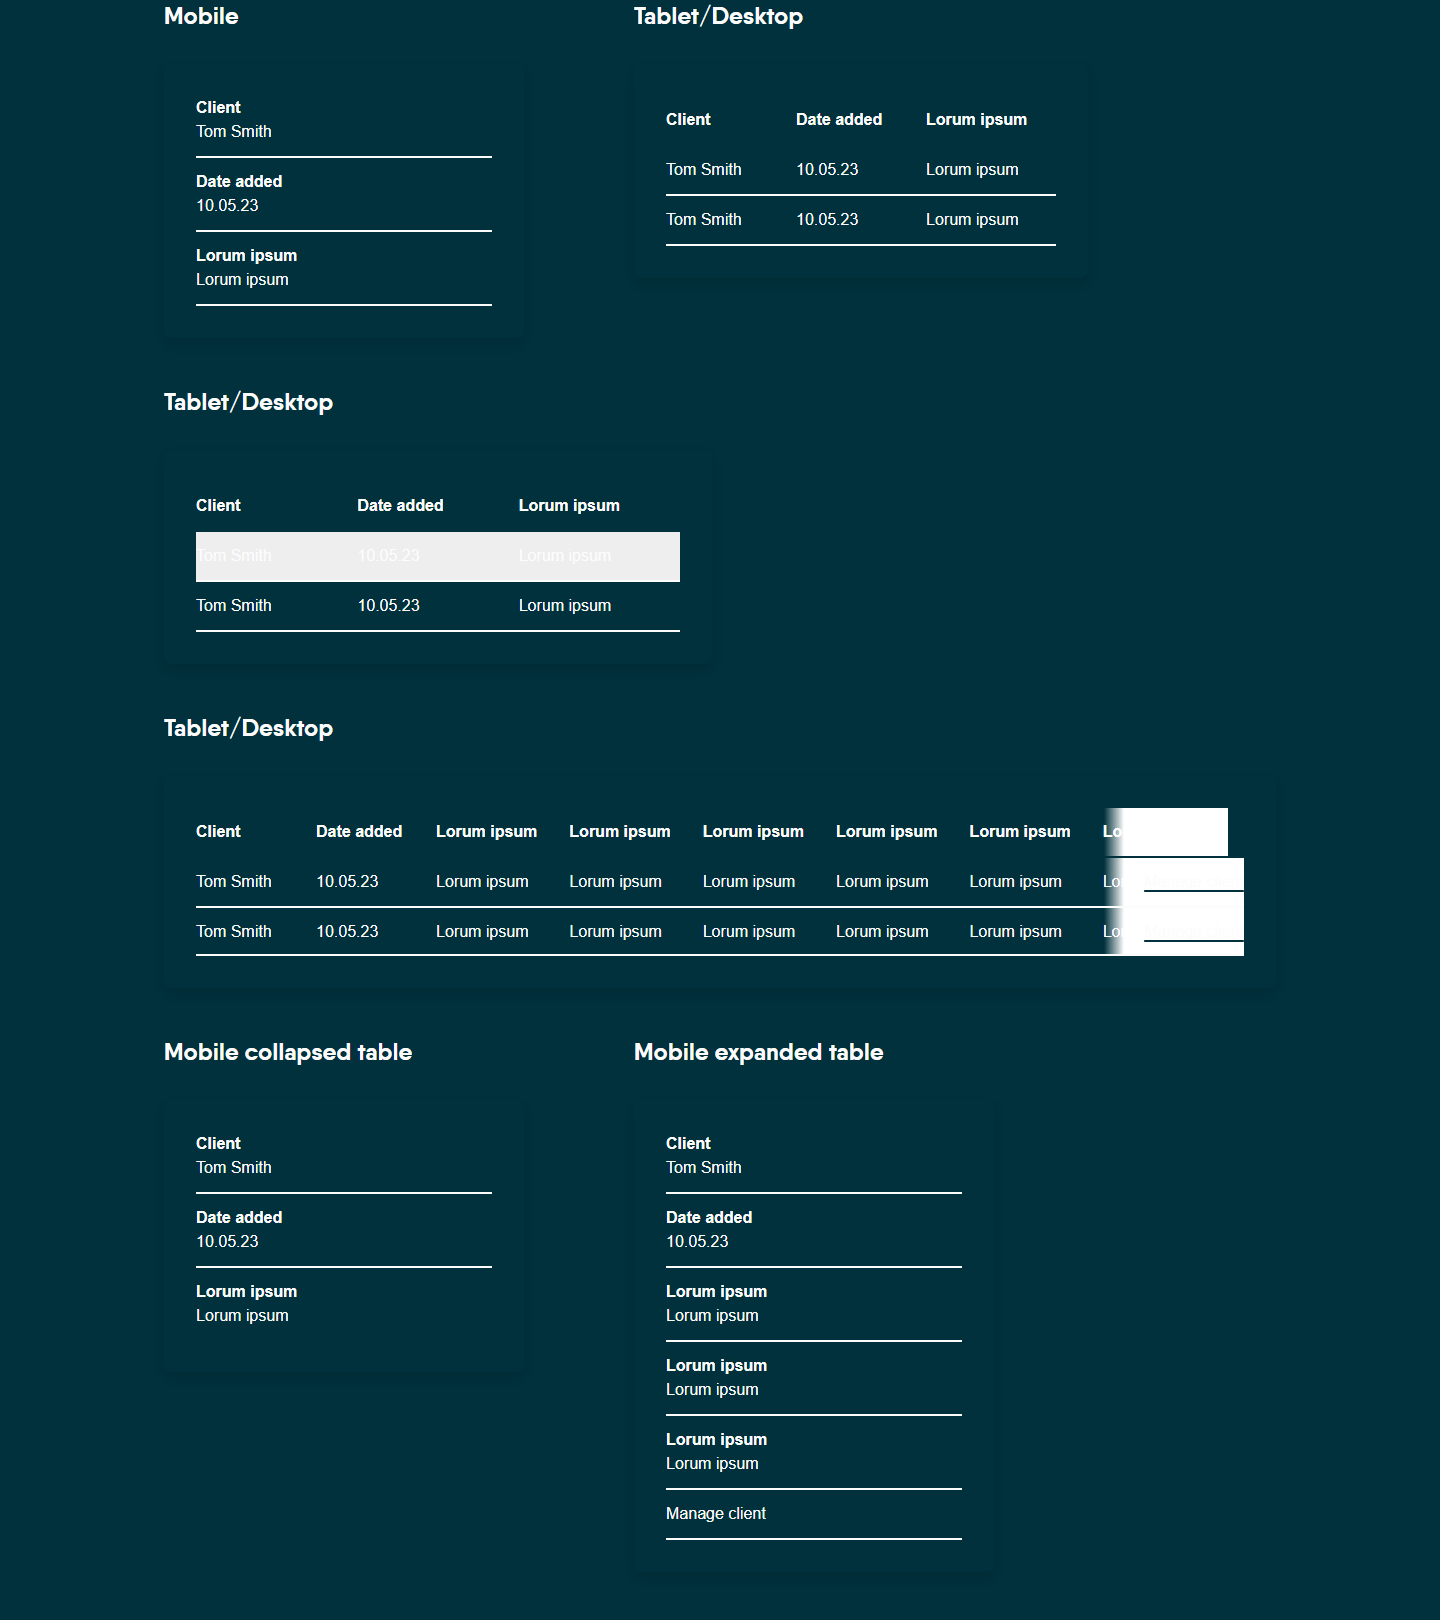 Mobile
Client
Tom Smith
Date added
10.05.23
Lorum ipsum
Lorum ipsum
Tablet/Desktop
Client Date added Lorum ipsum
Tom Smith 10.05.23 Lorum ipsum
Tom Smith 10.05.23 Lorum ipsum
Tablet/Desktop
Client Date added Lorum ipsum
Tom Smith 10.05.23 Lorum ipsum
Tom Smith 10.05.23 Lorum ipsum
Tablet/Desktop
Client Date added Lorum ipsum Lorum ipsum Lorum ipsum Lorum ipsum Lorum ipsum Lo
Tom Smith 10.05.23 Lorum ipsum Lorum ipsum Lorum ipsum Lorum ipsum Lorum ipsum Lo
Tom Smith 10.05.23 Lorum ipsum Lorum ipsum Lorum ipsum Lorum ipsum Lorum ipsum Lo
Mobile collapsed table
Client
Tom Smith
Date added
10.05.23
Lorum ipsum
Lorum ipsum
Mobile expanded table
Client
Tom Smith
Date added
10.05.23
Lorum ipsum
Lorum ipsum
Lorum ipsum
Lorum ipsum
Lorum ipsum
Lorum ipsum
Manage client